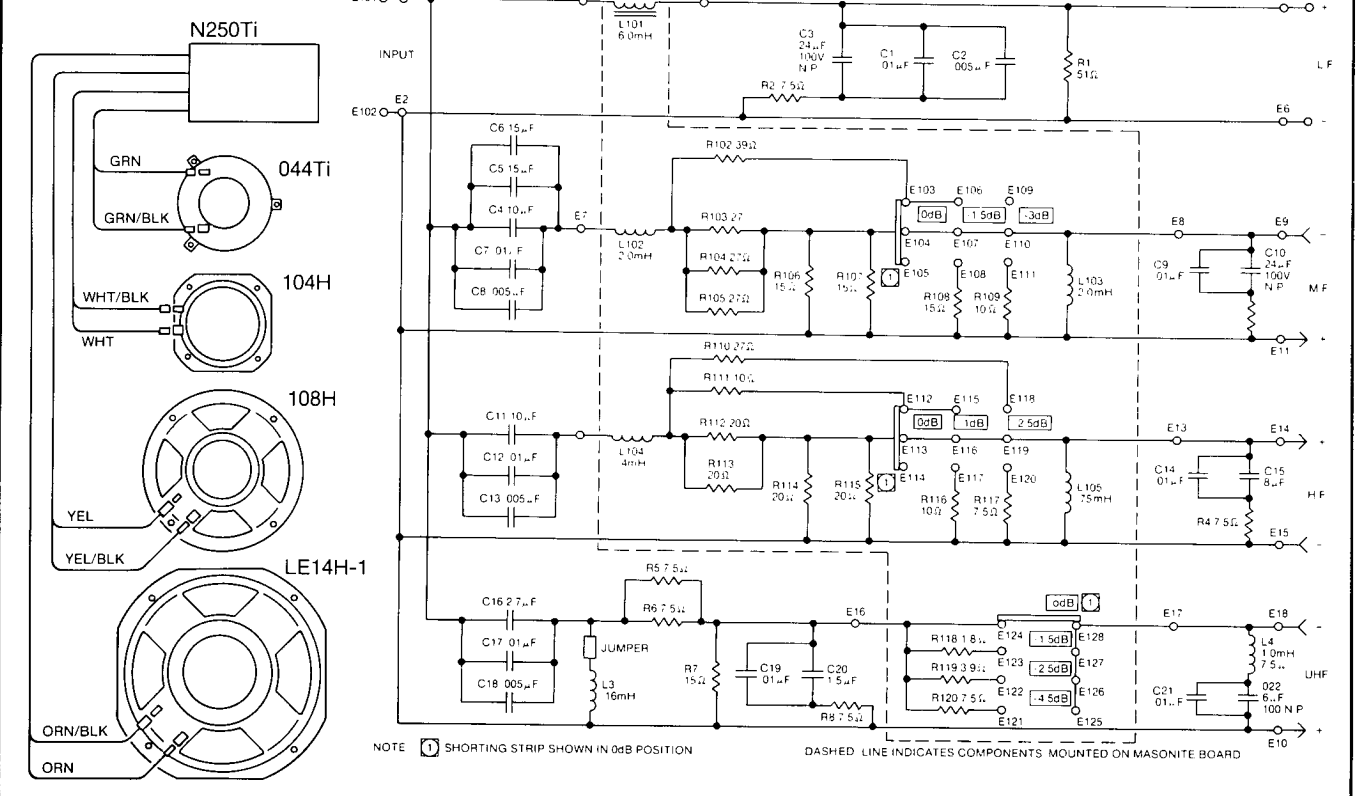 N250Ti
GRN
GRN/BLK
044Ti
WHT/BLK
WHT
104H
108H
YEL
YEL/BLK
LE14H-1
ORN/BLK
ORN
INPUT
L101
6.0mH
C3
24µF
100V
N P
C1
01µF
C2
005µF
R1
51Ω
R2 7.5Ω
L F
E102
E2
E6
-
+
C6 15µF
C5 15µF
C4 10µF
C7 01µF
C8 005µF
E7
L102
2.0mH
R102 39Ω
R103 27
R104 27Ω
R105 27Ω
R106
15Ω
R107
15Ω
1
E103
E106
E109
0dB
-1.5dB
-3dB
E104
E107
E110
E105
E108
E111
R108
15Ω
R109
10Ω
L103
2.0mH
E8
E9
-
C9
01µF
C10
24µF
100V
N P
M F
E11
+
R110 27Ω
R111 10Ω
C11 10µF
C12 01µF
C13 005µF
L104
.4mH
R112 20Ω
R113
20Ω
R114
20Ω
R115
20Ω
1
E112
E115
E118
0dB
1dB
2.5dB
E113
E116
E119
E114
E117
E120
R116
10Ω
R117
7.5Ω
L105
.75mH
E13
E14
+
C14
01µF
C15
8µF
H F
R4 7.5Ω
E15
-
C16 2.7µF
C17 01µF
C18 005µF
R5 7.5Ω
R6 7.5Ω
JUMPER
L3
16mH
R7
15Ω
E16
C19
01µF
C20
1.5µF
R8 7.5Ω
0dB
1
R118 1.8Ω
R119 3.9Ω
R120 7.5Ω
E124
-1.5dB
E128
E123
-2.5dB
E127
E122
-4.5dB
E126
E121
E125
E17
E18
-
L4
1.0mH
7.5Ω
C21
01µF
022
6µF
100 N P
UHF
E10
+
NOTE 1 SHORTING STRIP SHOWN IN 0dB POSITION
DASHED LINE INDICATES COMPONENTS MOUNTED ON MASONITE BOARD